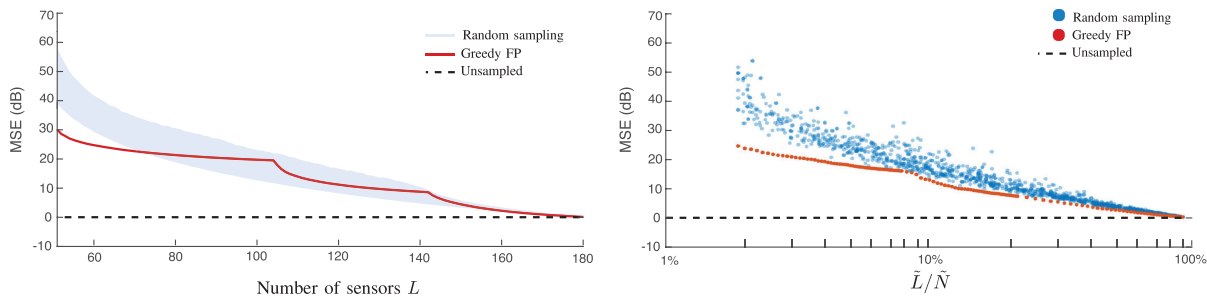 70
60
50
40
30
20
10
0
-10
MSE (dB)
Random sampling
Greedy FP
Unsampled
60 80 100 120 140 160 180
Number of sensors L
70
60
50
40
30
20
10
0
-10
MSE (dB)
Random sampling
Greedy FP
Unsampled
1% 10% 100%
L̃/Ñ